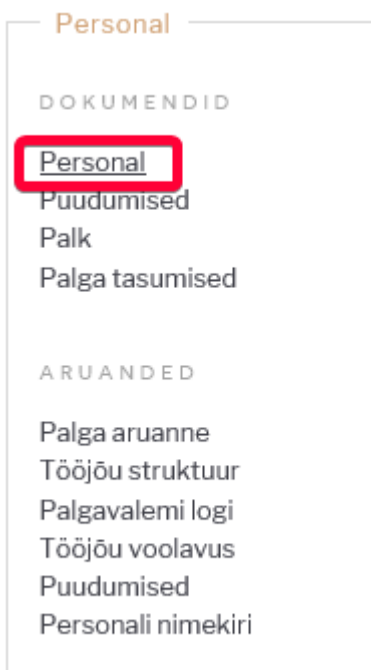 Personal
DOKUMENDID
Personal
Puudumised
Palk
Palga tasumised
ARUANDED
Palga aruanne
Tööjõu struktuur
Palgavalemi logi
Tööjõu voolavus
Puudumised
Personali nimekiri